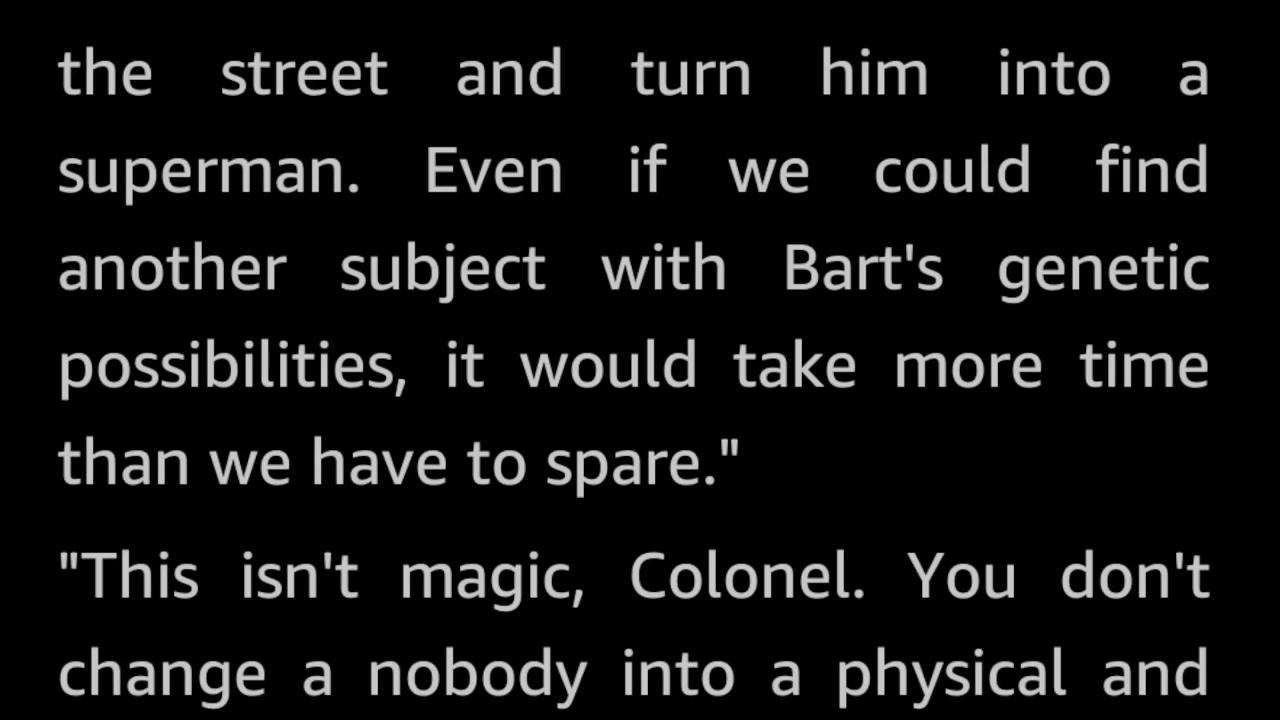 the street and turn him into a
superman. Even if we could find
another subject with Bart's genetic
possibilities, it would take more time
than we have to spare."
"This isn't magic, Colonel. You don't
change a nobody into a physical and